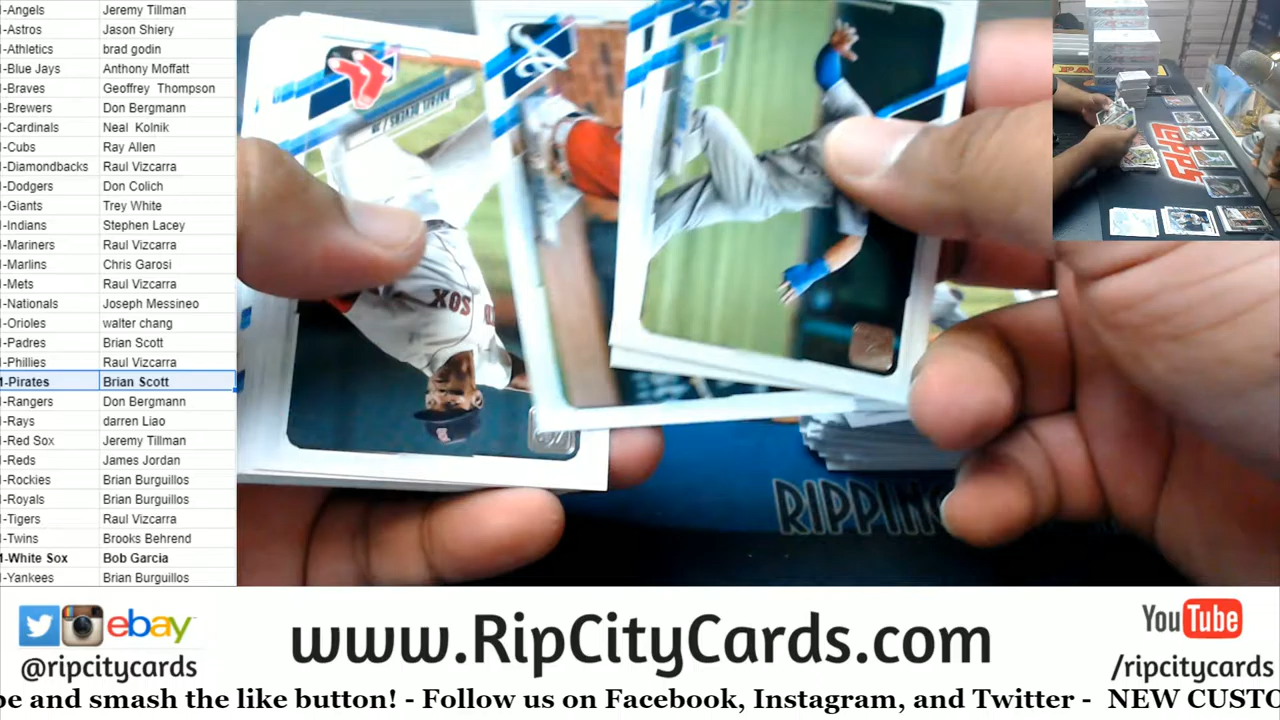 I-Angels Jeremy Tillman
I-Astros Jason Shiery
I-Athletics brad godin
I-Blue Jays Anthony Moffatt
I-Braves Geoffrey Thompson
I-Brewers Don Bergmann
I-Cardinals Neal Kolnik
I-Cubs Ray Allen
I-Diamondbacks Raul Vizcarra
I-Dodgers Don Colich
I-Giants Trey White
I-Indians Stephen Lacey
I-Mariners Raul Vizcarra
I-Marlins Chris Garosi
I-Mets Raul Vizcarra
I-Nationals Joseph Messineo
I-Orioles walter chang
I-Padres Brian Scott
I-Phillies Raul Vizcarra
I-Pirates Brian Scott
I-Rangers Don Bergmann
I-Rays darren Liao
I-Red Sox Jeremy Tillman
I-Reds James Jordan
I-Rockies Brian Burguillos
I-Royals Brian Burguillos
I-Tigers Raul Vizcarra
I-Twins Brooks Behrend
I-White Sox Bob Garcia
I-Yankees Brian Burguillos
SOX
topps
RIPPING
ebay
@ripcitycards
www.RipCityCards.com
YouTube
/ripcitycards
be and smash the like button! - Follow us on Facebook, Instagram, and Twitter - NEW CUSTO